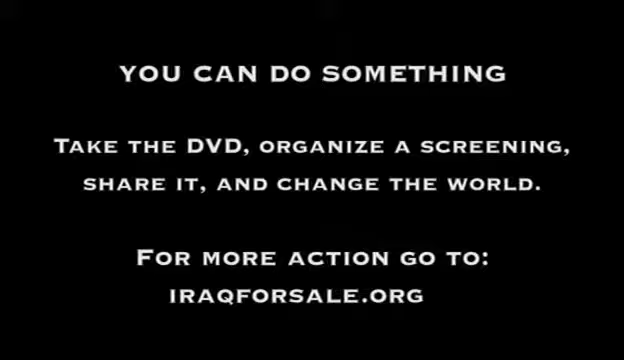 YOU CAN DO SOMETHING
TAKE THE DVD, ORGANIZE A SCREENING,
SHARE IT, AND CHANGE THE WORLD.
FOR MORE ACTION GO TO:
IRAQFORSALE.ORG